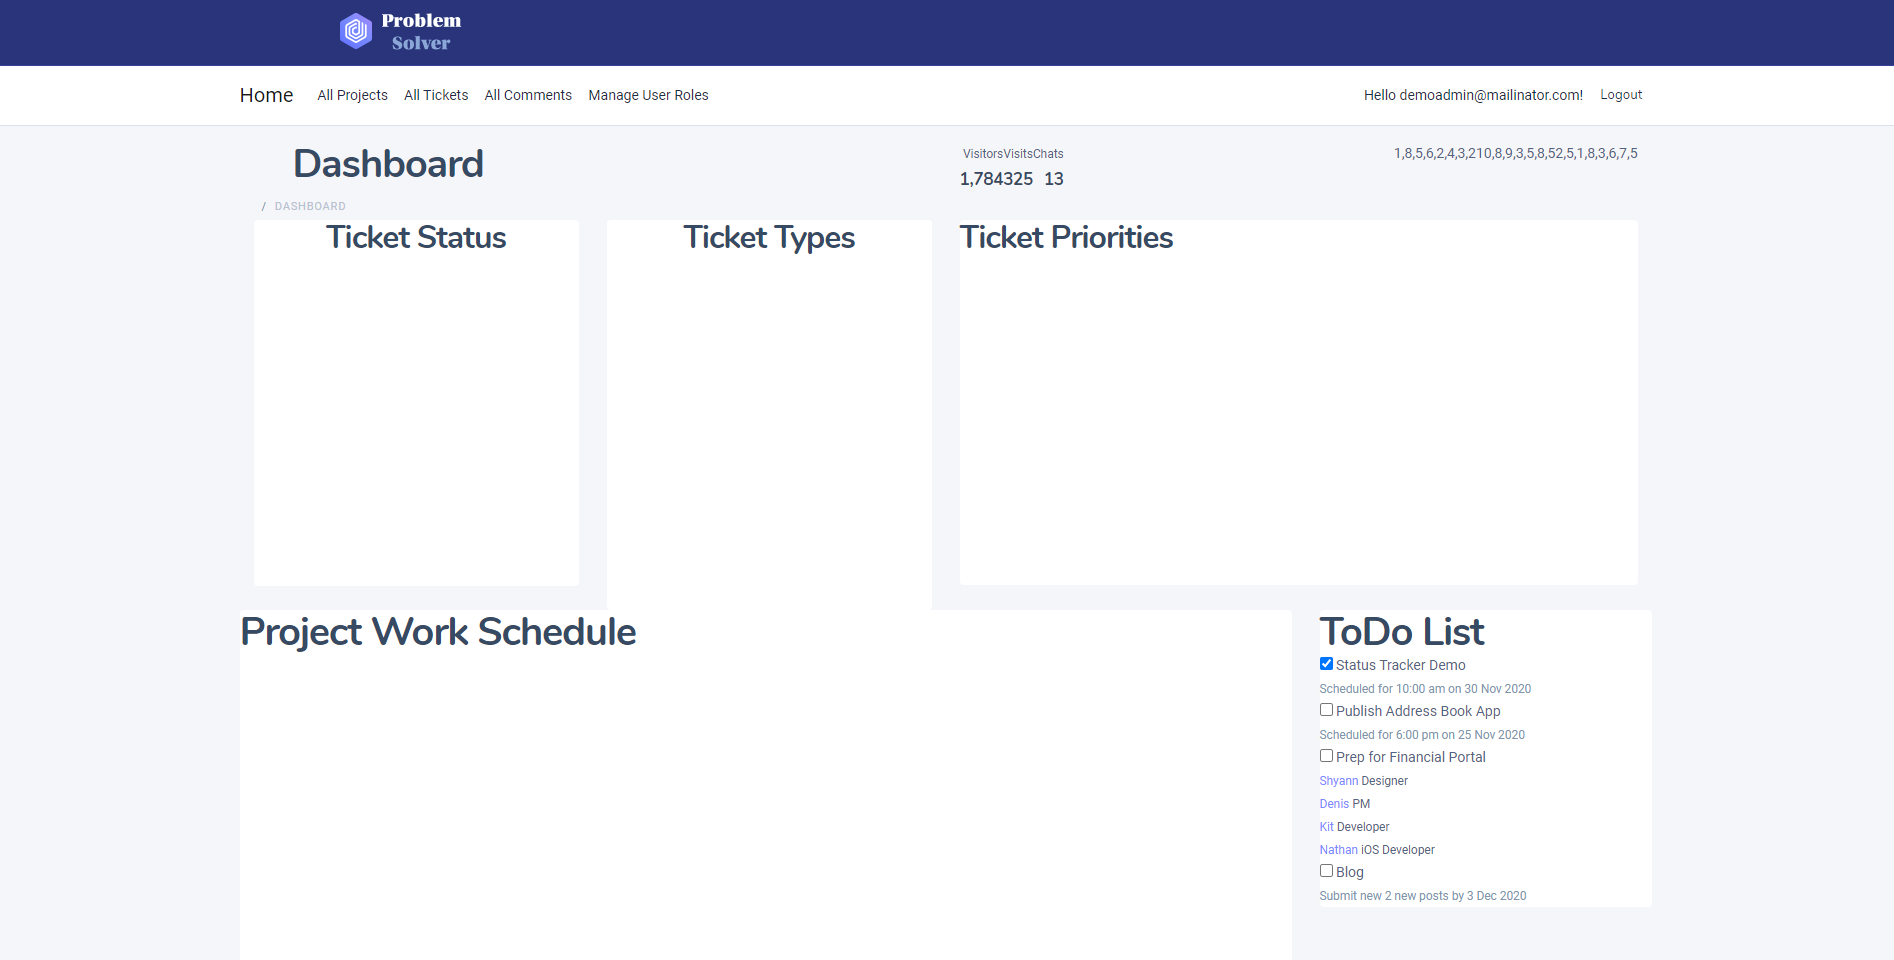 Problem
Solver
Home All Projects All Tickets All Comments Manage User Roles Hello demoadmin@mailinator.com! Logout
Dashboard
VisitorsVisitsChats
1,784325 13
1,8,5,6,2,4,3,210,8,9,3,5,8,52,5,1,8,3,6,7,5
/ DASHBOARD
Ticket Status
Ticket Types
Ticket Priorities
Project Work Schedule
ToDo List
Status Tracker Demo
Scheduled for 10:00 am on 30 Nov 2020
Publish Address Book App
Scheduled for 6:00 pm on 25 Nov 2020
Prep for Financial Portal
Shyann Designer
Denis PM
Kit Developer
Nathan iOS Developer
Blog
Submit new 2 new posts by 3 Dec 2020